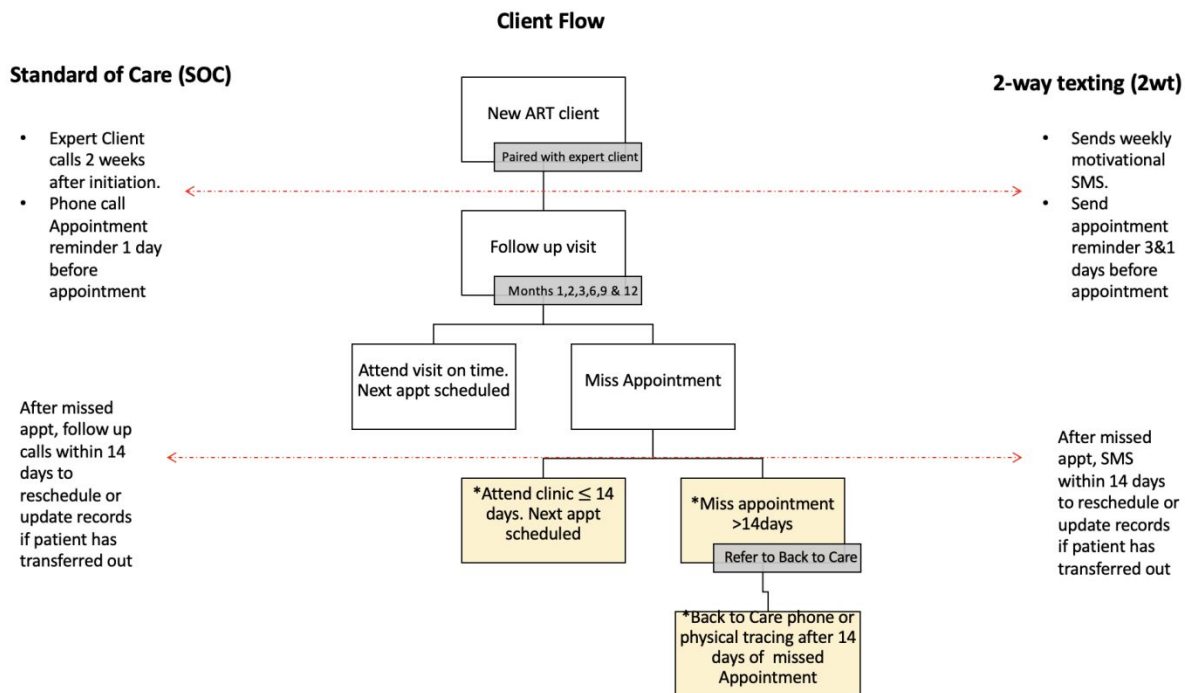 Client Flow
Standard of Care (SOC)
• Expert Client
calls 2 weeks
after initiation.
• Phone call
Appointment
reminder 1 day
before
appointment
New ART client
Paired with expert client
2-way texting (2wt)
• Sends weekly
motivational
SMS.
• Send
appointment
reminder 3&1
days before
appointment
Follow up visit
Months 1,2,3,6,9 & 12
Attend visit on time.
Next appt scheduled
Miss Appointment
After missed
appt, follow up
calls within 14
days to
reschedule or
update records
if patient has
transferred out
*Attend clinic ≤ 14
days. Next appt
scheduled
*Miss appointment
>14days
Refer to Back to Care
*Back to Care phone or
physical tracing after 14
days of missed
Appointment
After missed
appt, SMS
within 14 days
to reschedule or
update records
if patient has
transferred out